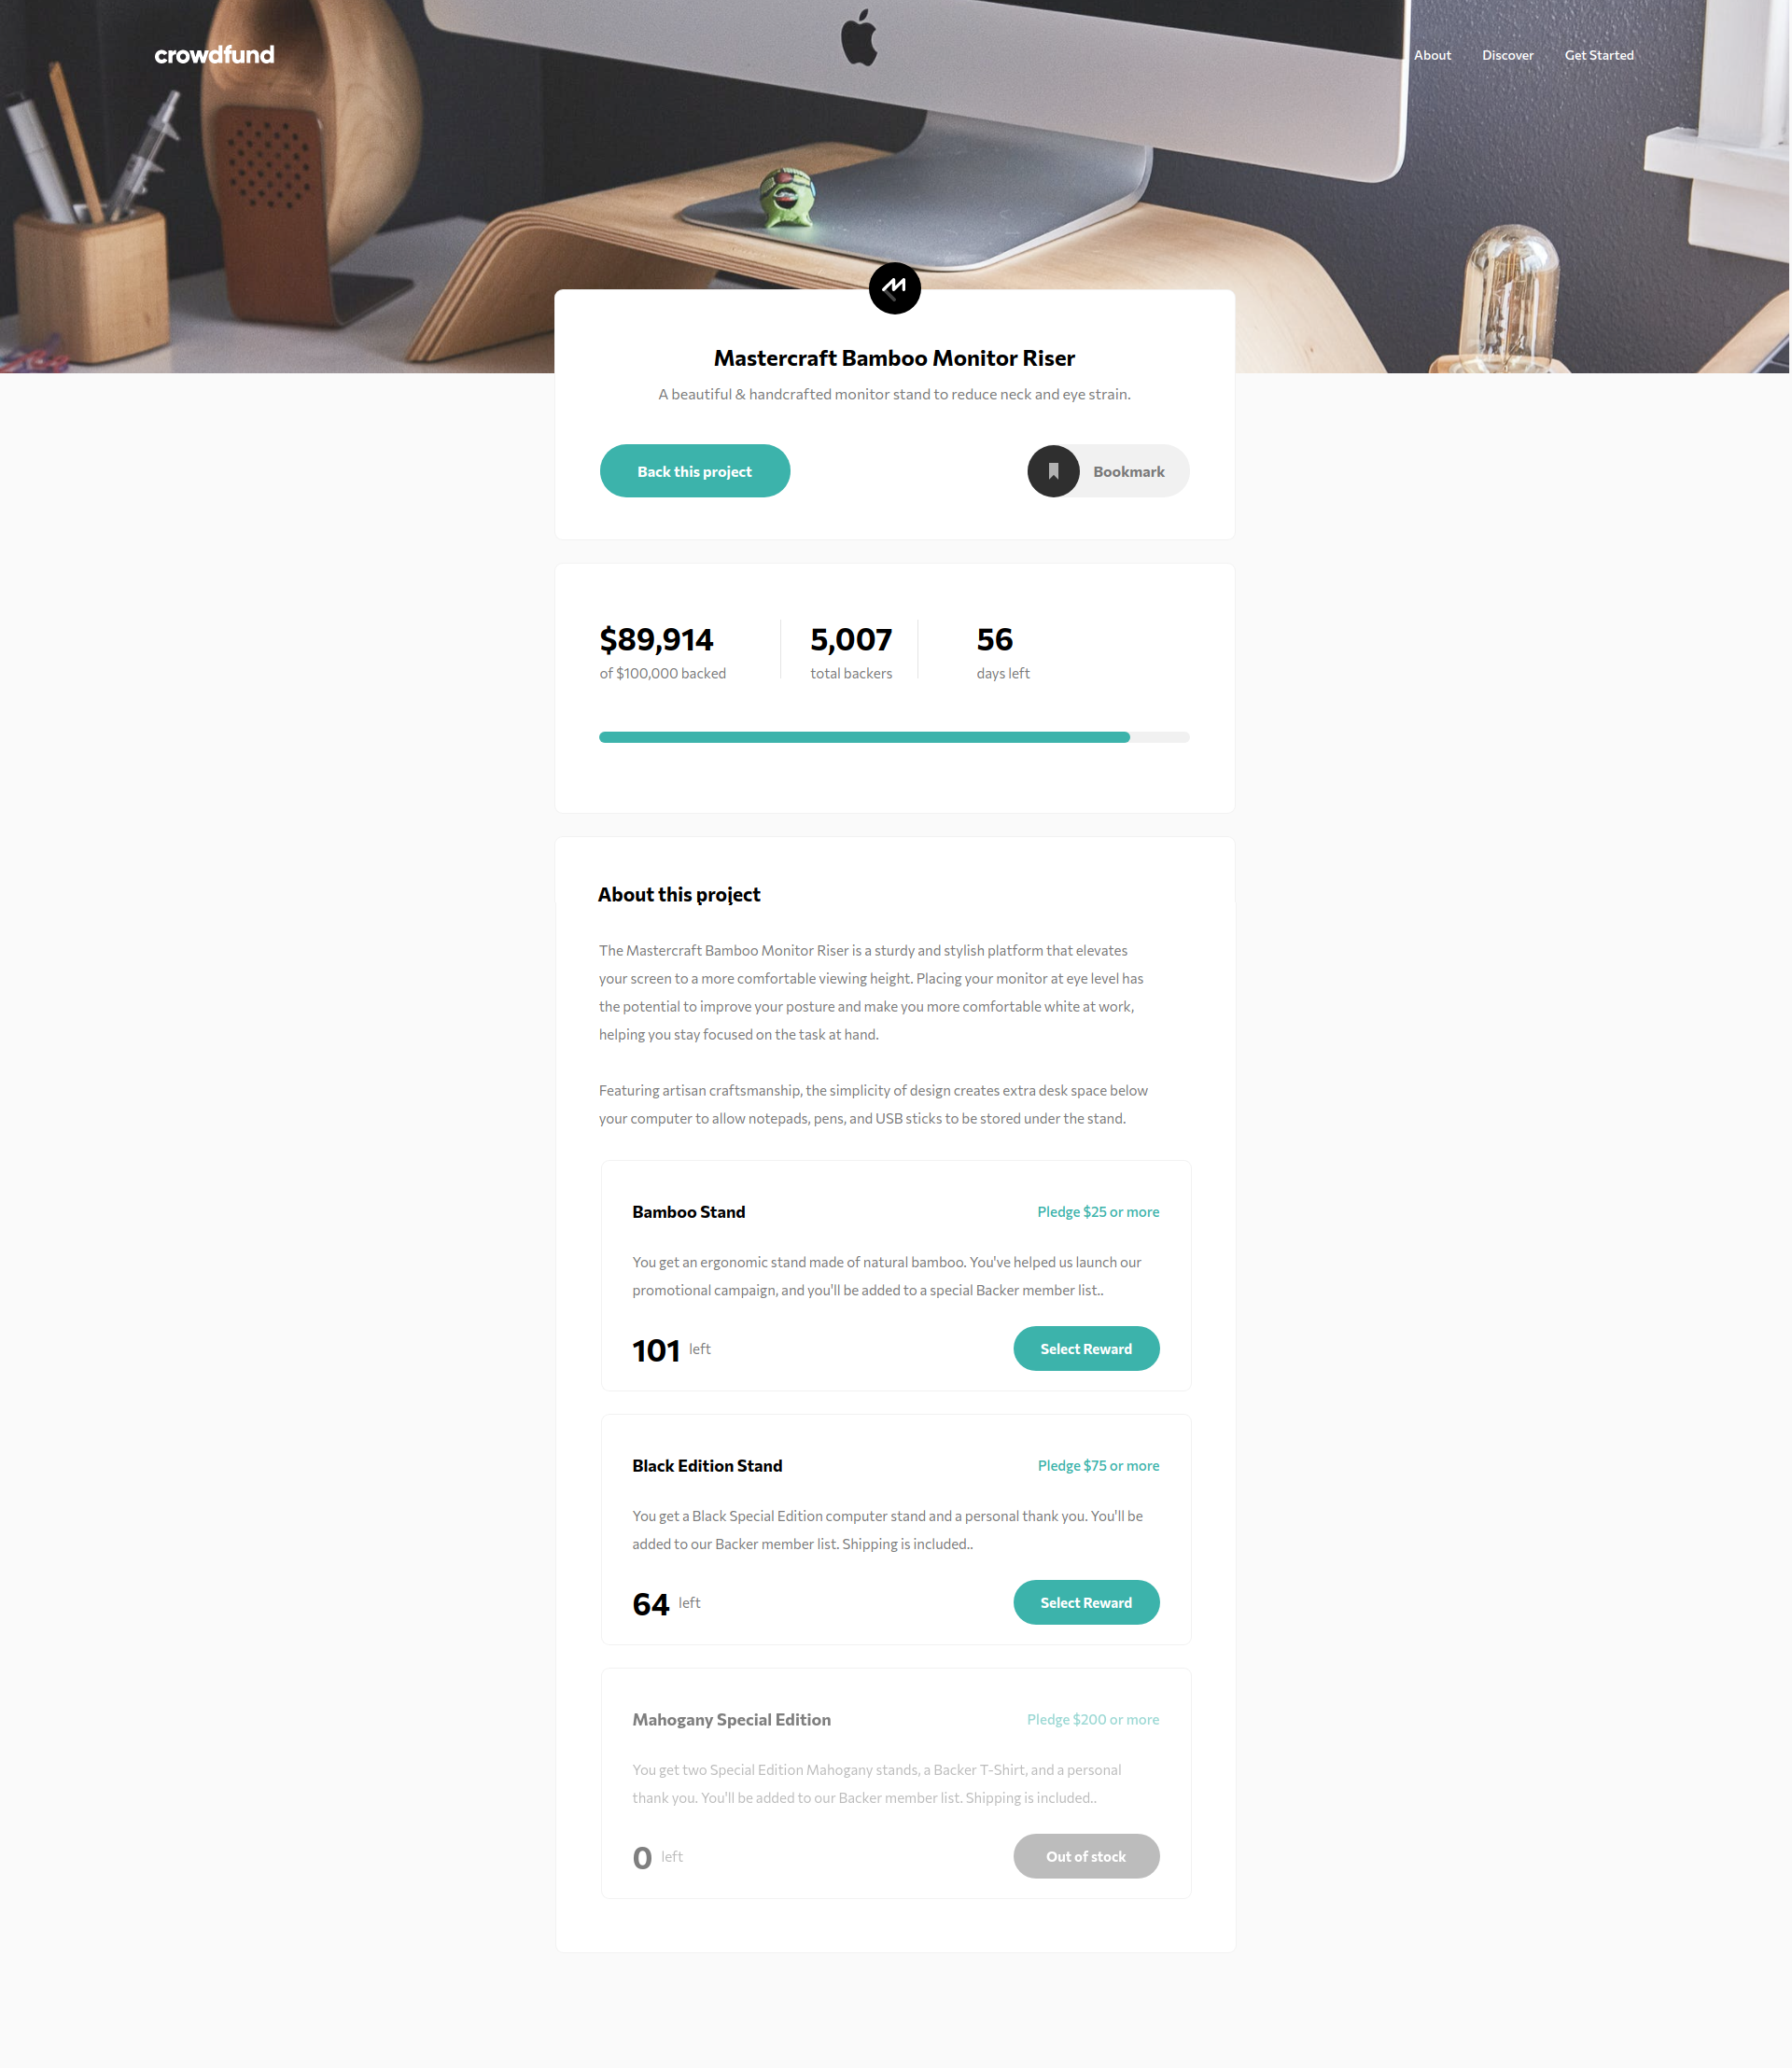 crowdfund
About Discover Get Started
Mastercraft Bamboo Monitor Riser
A beautiful & handcrafted monitor stand to reduce neck and eye strain.
Back this project
Bookmark
$89,914
of $100,000 backed
5,007
total backers
56
days left
About this project
The Mastercraft Bamboo Monitor Riser is a sturdy and stylish platform that elevates
your screen to a more comfortable viewing height. Placing your monitor at eye level has
the potential to improve your posture and make you more comfortable white at work,
helping you stay focused on the task at hand.
Featuring artisan craftsmanship, the simplicity of design creates extra desk space below
your computer to allow notepads, pens, and USB sticks to be stored under the stand.
Bamboo Stand
Pledge $25 or more
You get an ergonomic stand made of natural bamboo. You've helped us launch our
promotional campaign, and you'll be added to a special Backer member list..
101 left
Select Reward
Black Edition Stand
Pledge $75 or more
You get a Black Special Edition computer stand and a personal thank you. You'll be
added to our Backer member list. Shipping is included..
64 left
Select Reward
Mahogany Special Edition
Pledge $200 or more
You get two Special Edition Mahogany stands, a Backer T-Shirt, and a personal
thank you. You'll be added to our Backer member list. Shipping is included..
0 left
Out of stock